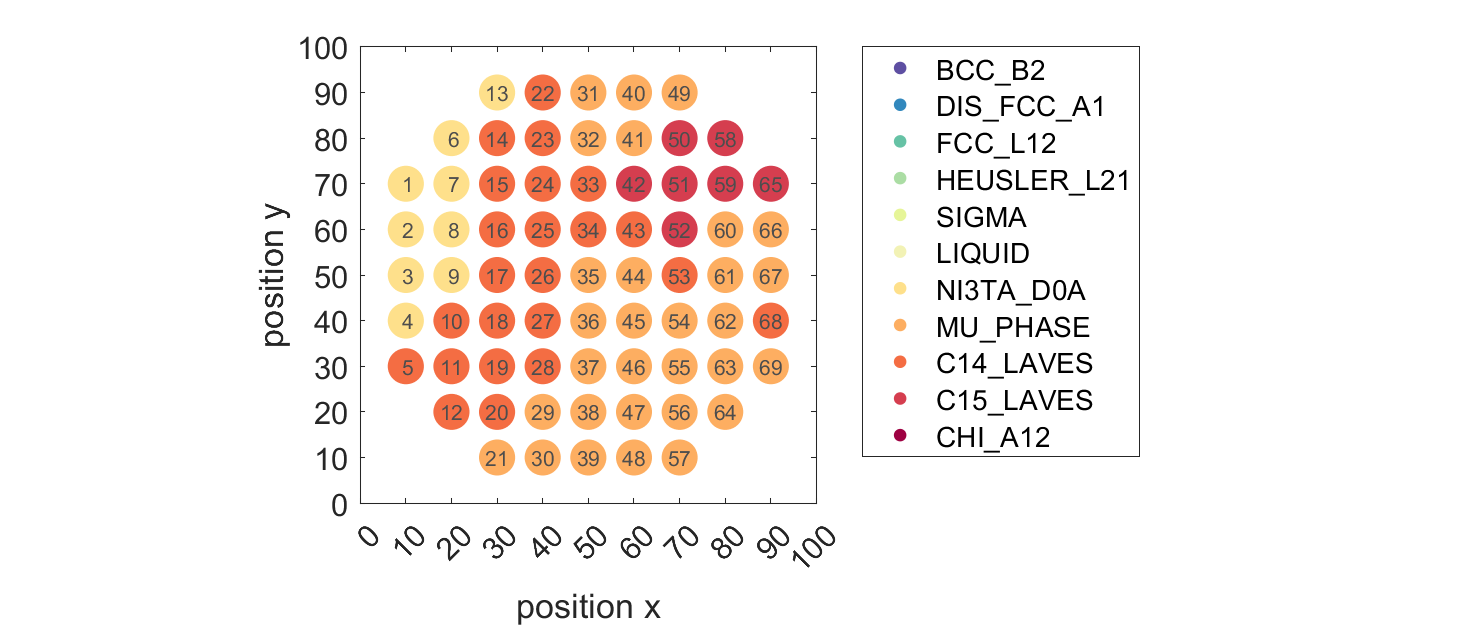 100
90
80
70
60
50
40
30
20
10
0
position y
13 22 31 40 49
6 14 23 32 41 50 58
1 7 15 24 33 42 51 59 65
2 8 16 25 34 43 52 60 66
3 9 17 26 35 44 53 61 67
4 10 18 27 36 45 54 62 68
5 11 19 28 37 46 55 63 69
12 20 29 38 47 56 64
21 30 39 48 57
0 10 20 30 40 50 60 70 80 90 100
position x
BCC_B2
DIS_FCC_A1
FCC_L12
HEUSLER_L21
SIGMA
LIQUID
NI3TA_D0A
MU_PHASE
C14_LAVES
C15_LAVES
CHI_A12